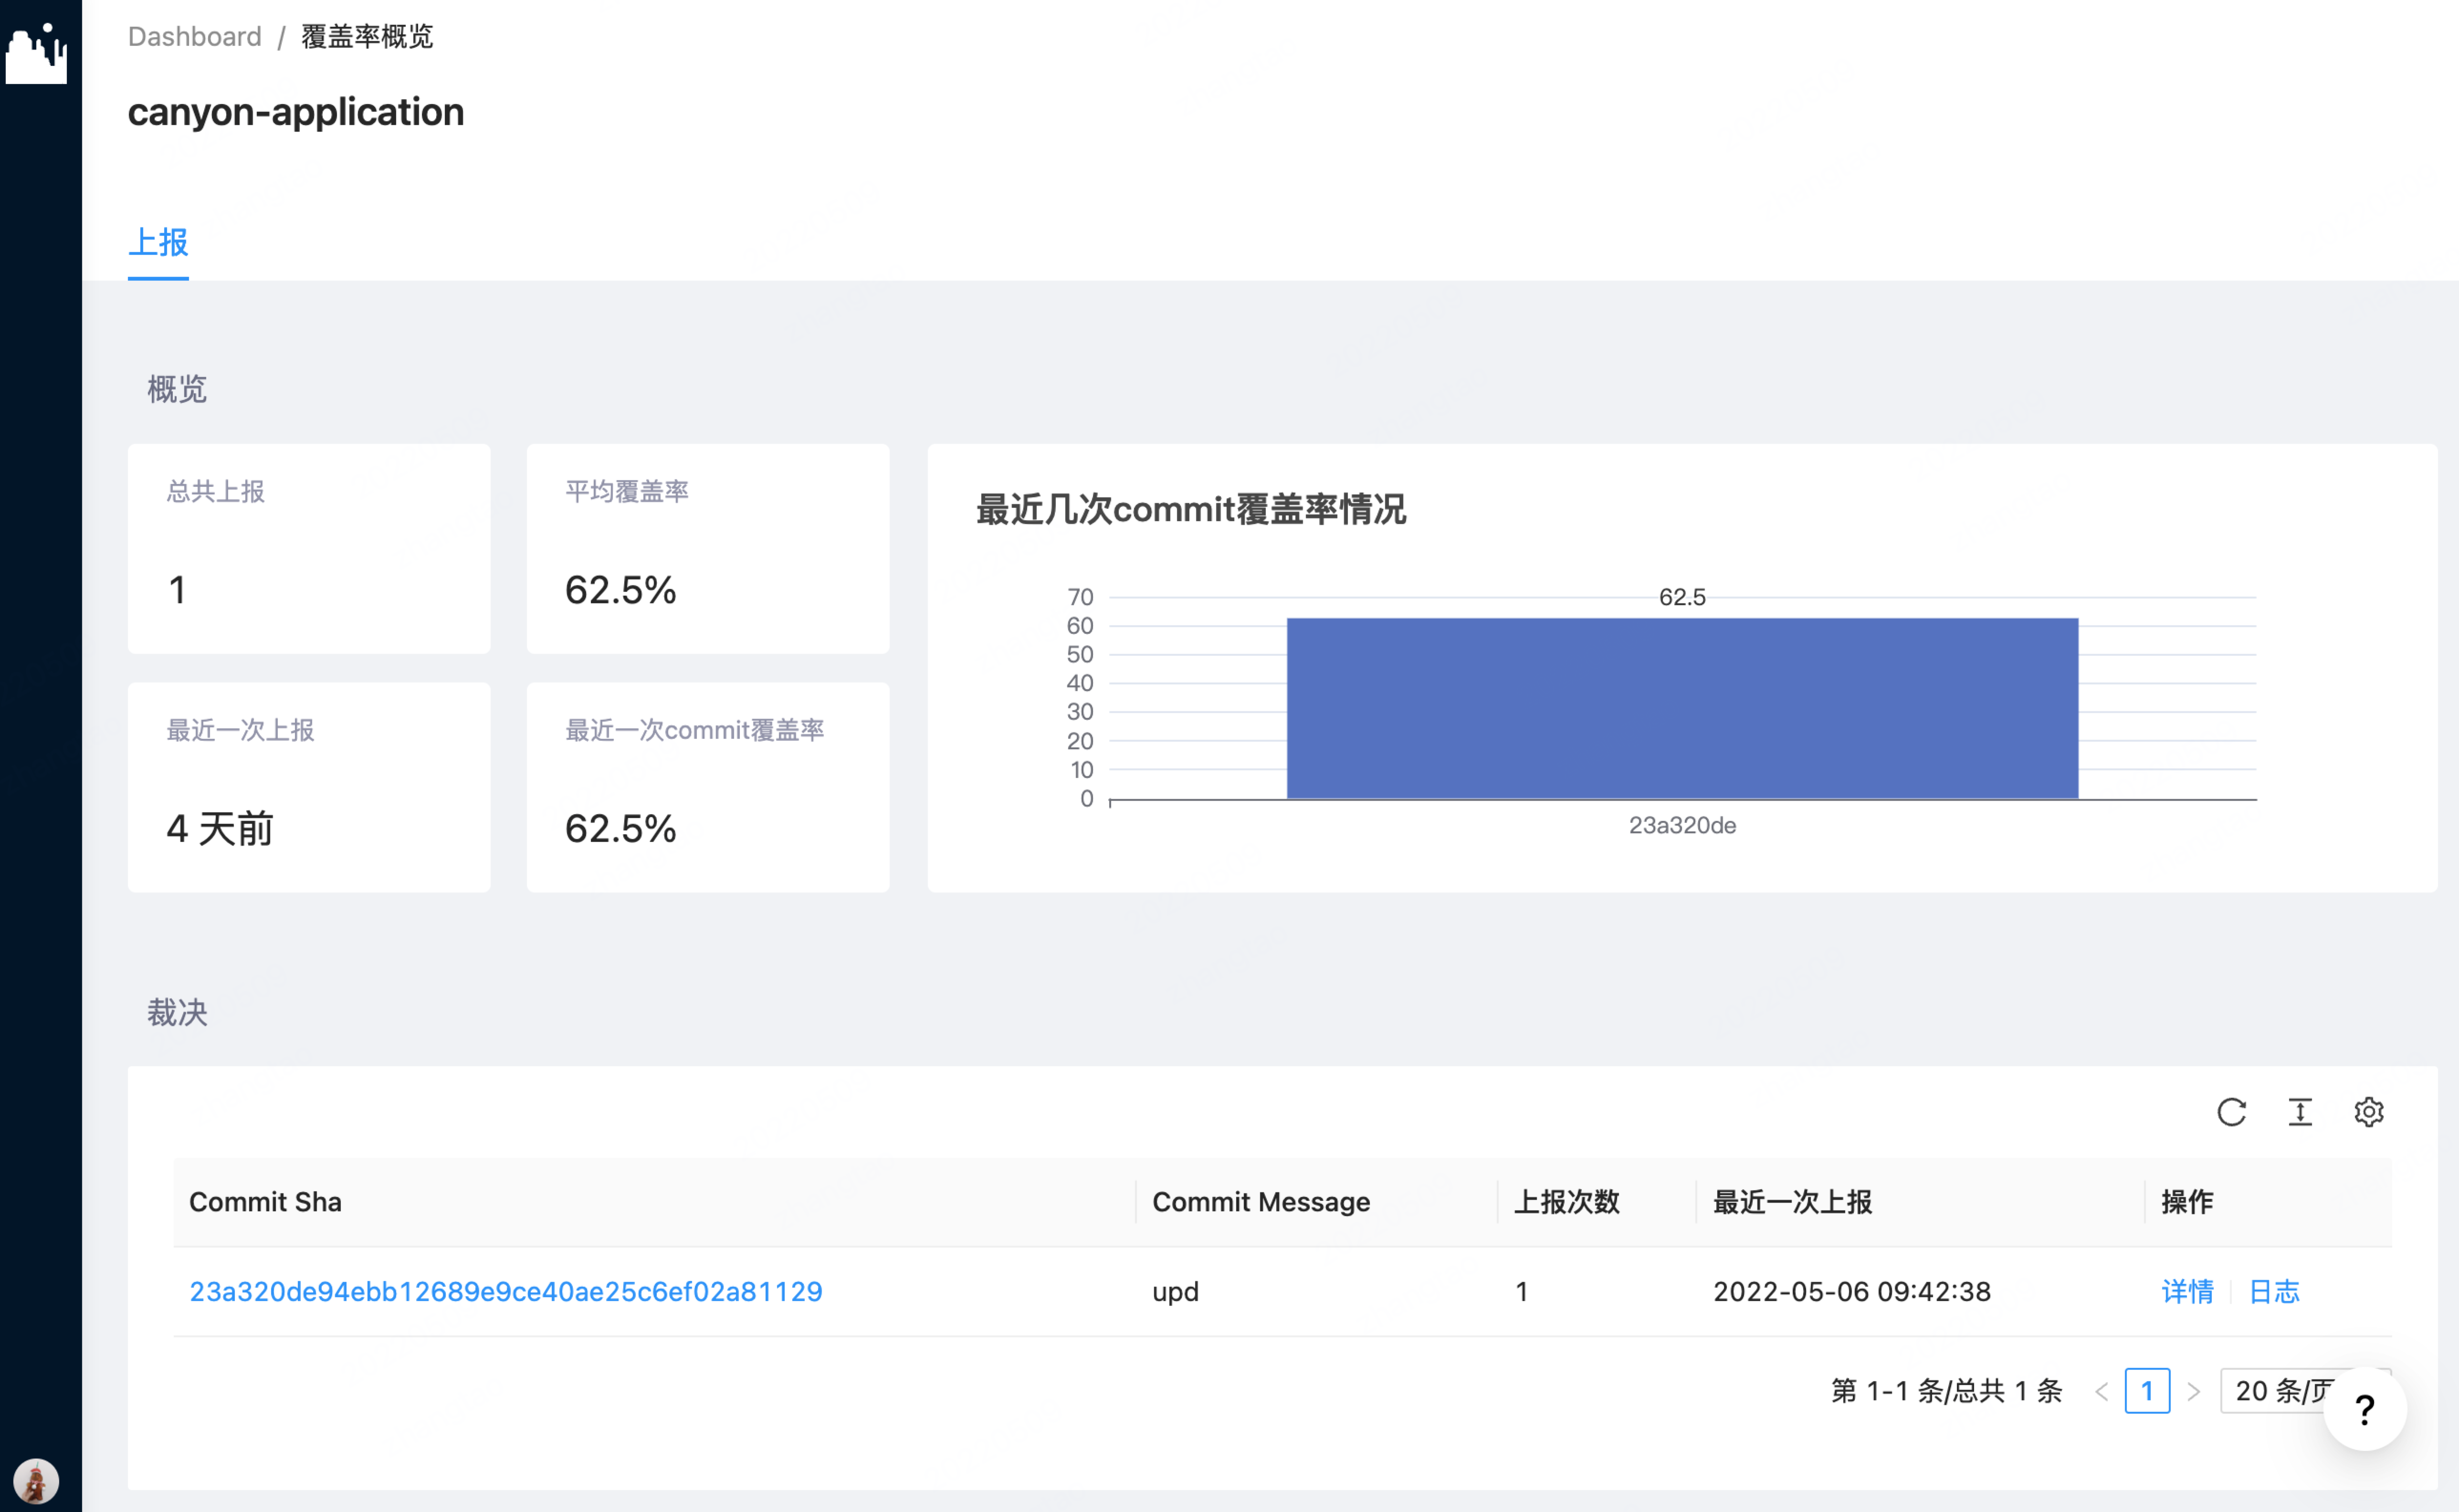 Dashboard / 覆盖率概览
canyon-application
上报
概览
总共上报
1
平均覆盖率
62.5%
最近一次上报
4 天前
最近一次commit覆盖率
62.5%
最近几次commit覆盖率情况
62.5
70
60
50
40
30
20
10
0
23a320de
裁决
Commit Sha Commit Message 上报次数 最近一次上报 操作
23a320de94ebb12689e9ce40ae25c6ef02a81129 upd 1 2022-05-06 09:42:38 详情 日志
第 1-1 条/总共 1 条 < 1 > 20 条/页
?